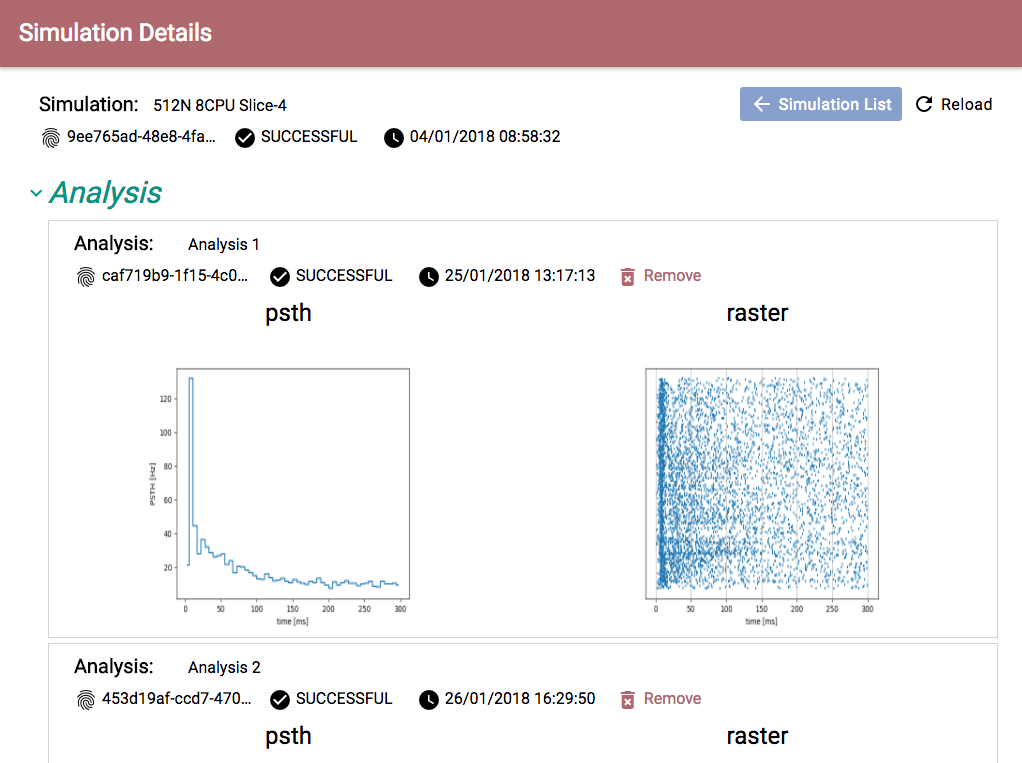 Simulation Details
Simulation: 512N 8CPU Slice-4
Simulation List Reload
9ee765ad-48e8-4fa... SUCCESSFUL 04/01/2018 08:58:32
Analysis
Analysis: Analysis 1
caf719b9-1f15-4c0... SUCCESSFUL 25/01/2018 13:17:13 Remove
psth
120
100
80
60
40
20
PSTH [Hz]
0 50 100 150 200 250 300
time [ms]
raster
0 50 100 150 200 250 300
time [ms]
Analysis: Analysis 2
453d19af-ccd7-470... SUCCESSFUL 26/01/2018 16:29:50 Remove
psth
raster